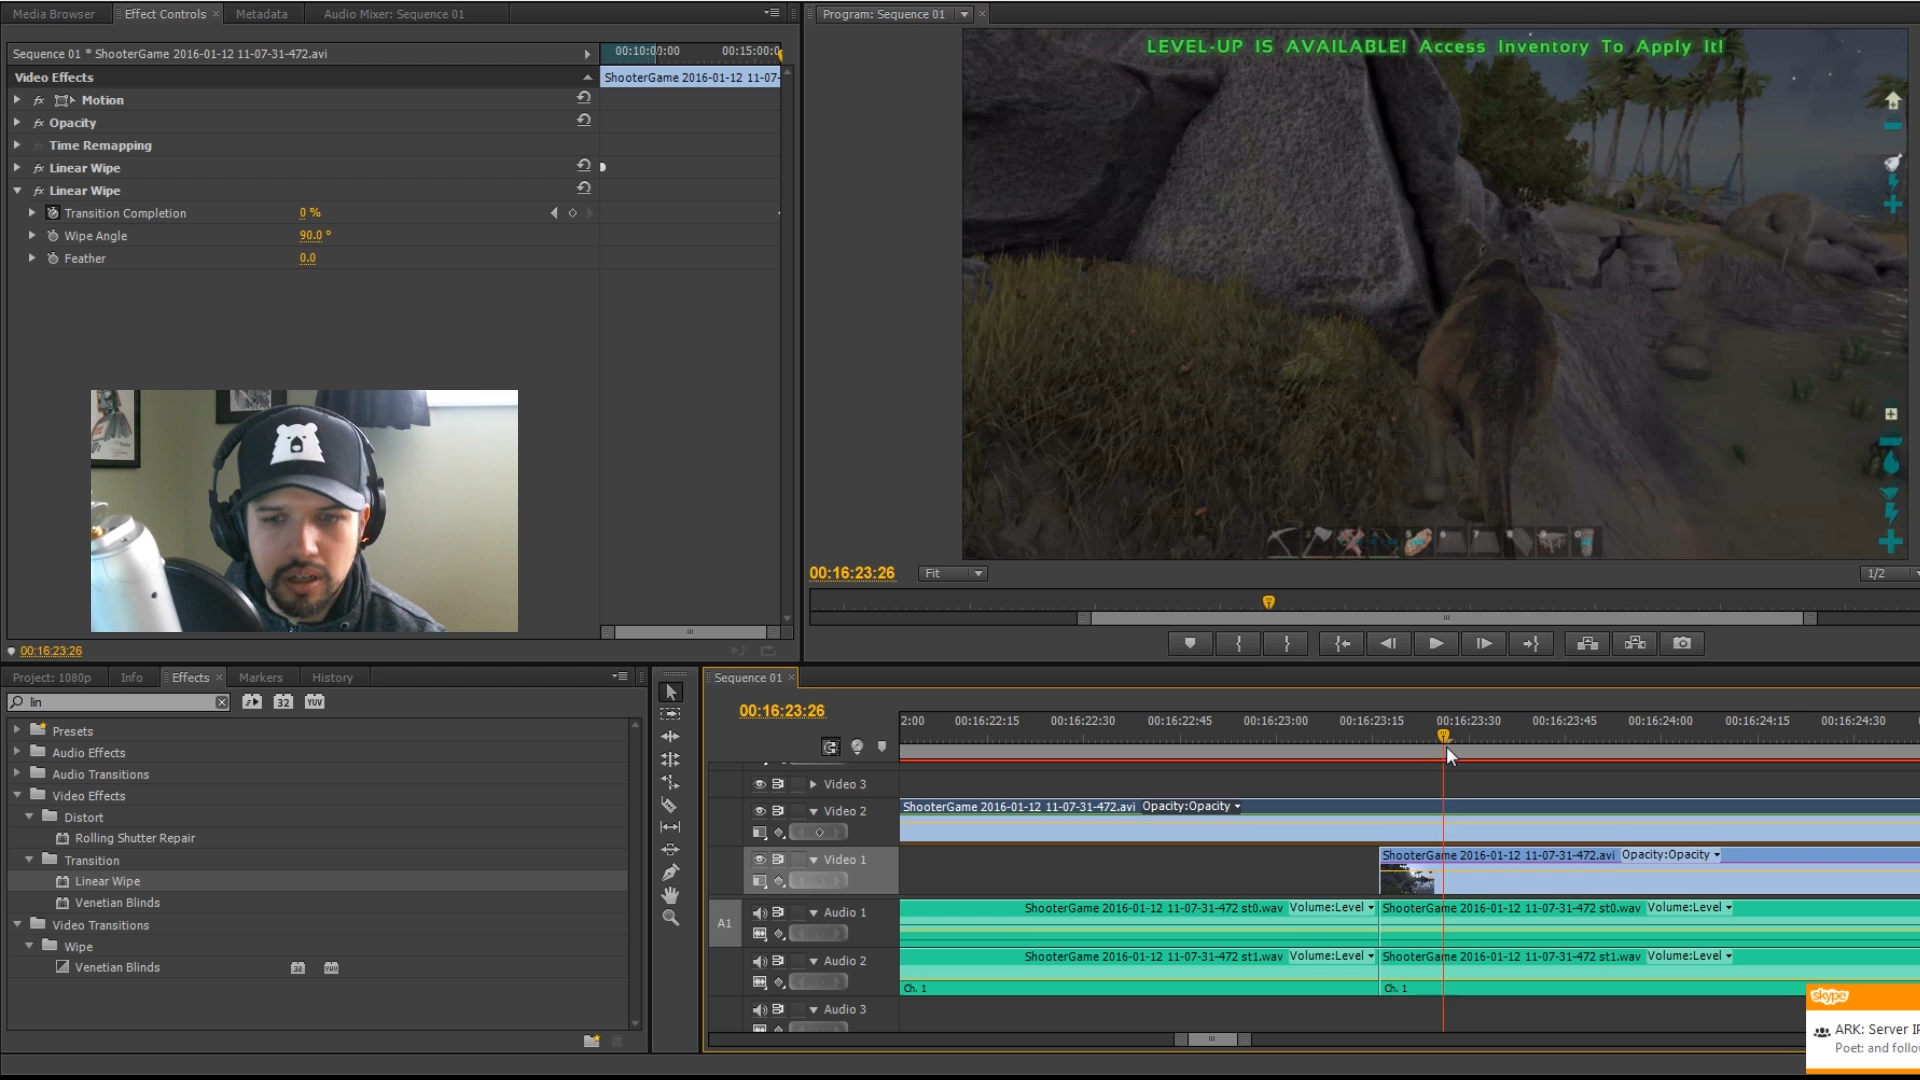 Media Browser
Effect Controls
Metadata
Audio Mixer: Sequence 01
Program: Sequence 01
Sequence 01 * ShooterGame 2016-01-12 11-07-31-472.avi
00:10:00:00
00:15:00:0
Video Effects
ShooterGame 2016-01-12 11-07-
fx Motion
fx Opacity
Time Remapping
fx Linear Wipe
fx Linear Wipe
Transition Completion 0 %
Wipe Angle 90.0 °
Feather 0.0
LEVEL-UP IS AVAILABLE! Access Inventory To Apply It!
00:16:23:26
00:16:23:26
Fit
1/2
Project: 1080p
Info
Effects
Markers
History
lin
32
YUV
Presets
Audio Effects
Audio Transitions
Video Effects
Distort
Rolling Shutter Repair
Transition
Linear Wipe
Venetian Blinds
Video Transitions
Wipe
Venetian Blinds
32
YUV
Sequence 01
00:16:23:26
2:00 00:16:22:15 00:16:22:30 00:16:22:45 00:16:23:00 00:16:23:15 00:16:23:30 00:16:23:45 00:16:24:00 00:16:24:15 00:16:24:30
Video 3
Video 2
ShooterGame 2016-01-12 11-07-31-472.avi Opacity:Opacity
Video 1
ShooterGame 2016-01-12 11-07-31-472.avi Opacity:Opacity
A1
Audio 1
ShooterGame 2016-01-12 11-07-31-472 st0.wav Volume:Level
ShooterGame 2016-01-12 11-07-31-472 st0.wav Volume:Level
Audio 2
ShooterGame 2016-01-12 11-07-31-472 st1.wav Volume:Level
ShooterGame 2016-01-12 11-07-31-472 st1.wav Volume:Level
Ch. 1
Ch. 1
Audio 3
skype
ARK: Server IP
Poet: and follo